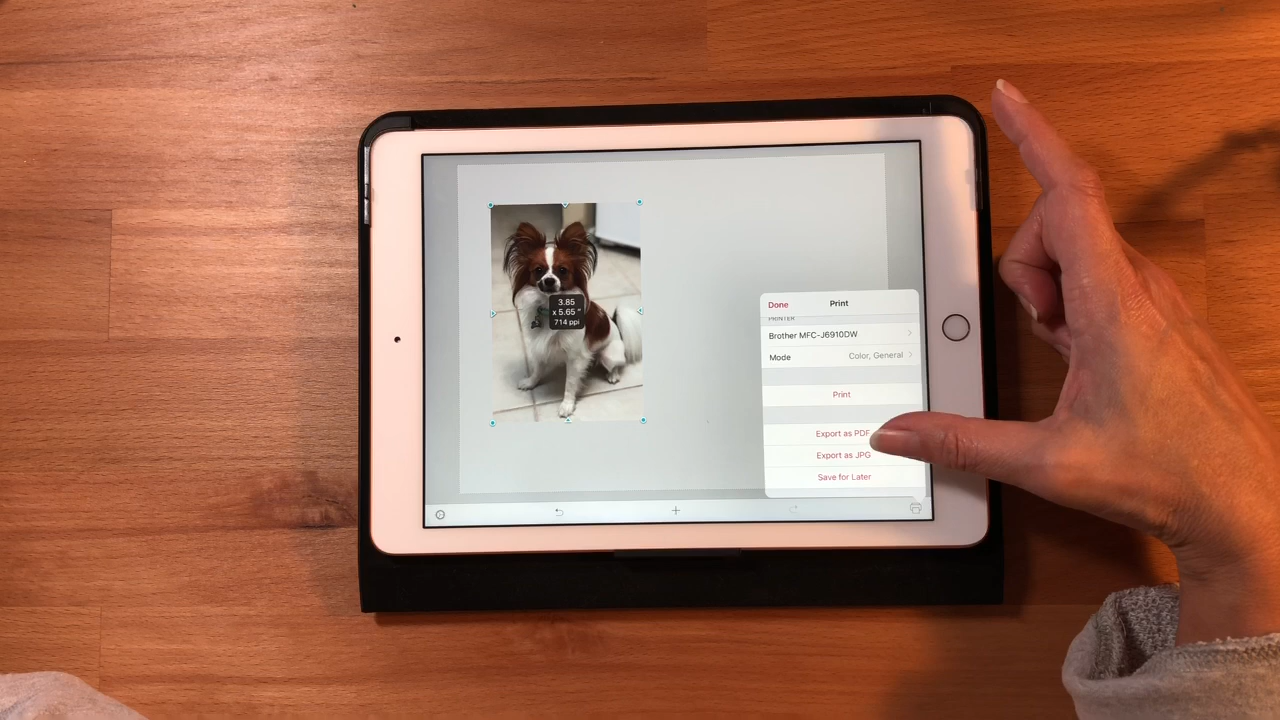 3.85
x 5.65 "
714 ppi
Done Print
PRINTER
Brother MFC-J6910DW
Mode Color, General
Print
Export as PDF
Export as JPG
Save for Later